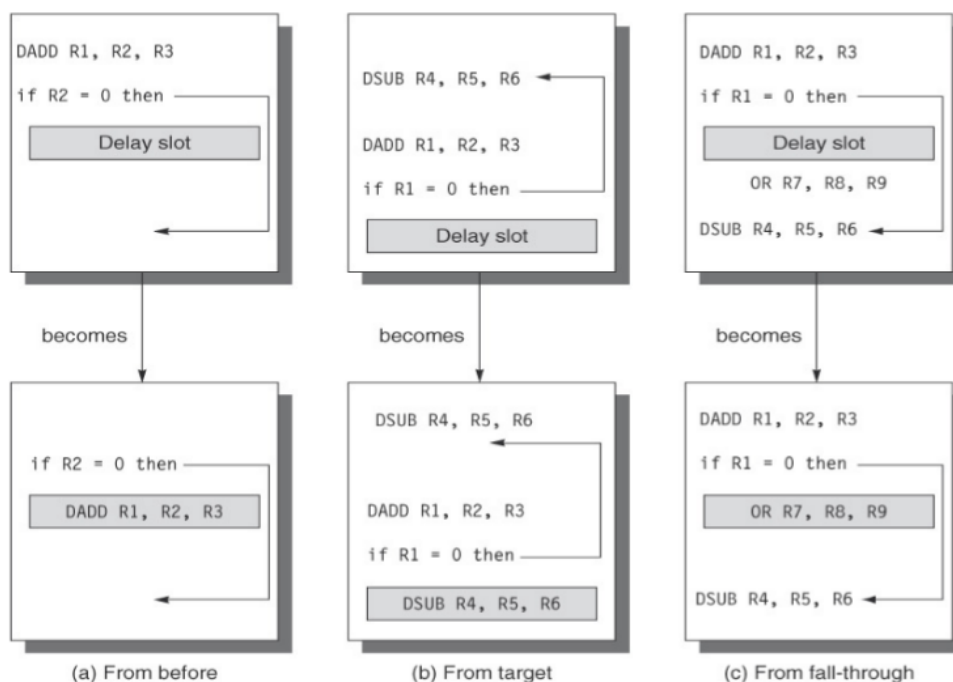 DADD R1, R2, R3
if R2 = 0 then
Delay slot
becomes
if R2 = 0 then
DADD R1, R2, R3
(a) From before
DSUB R4, R5, R6
DADD R1, R2, R3
if R1 = 0 then
Delay slot
becomes
DSUB R4, R5, R6
DADD R1, R2, R3
if R1 = 0 then
DSUB R4, R5, R6
(b) From target
DADD R1, R2, R3
if R1 = 0 then
Delay slot
OR R7, R8, R9
DSUB R4, R5, R6
becomes
DADD R1, R2, R3
if R1 = 0 then
OR R7, R8, R9
DSUB R4, R5, R6
(c) From fall-through